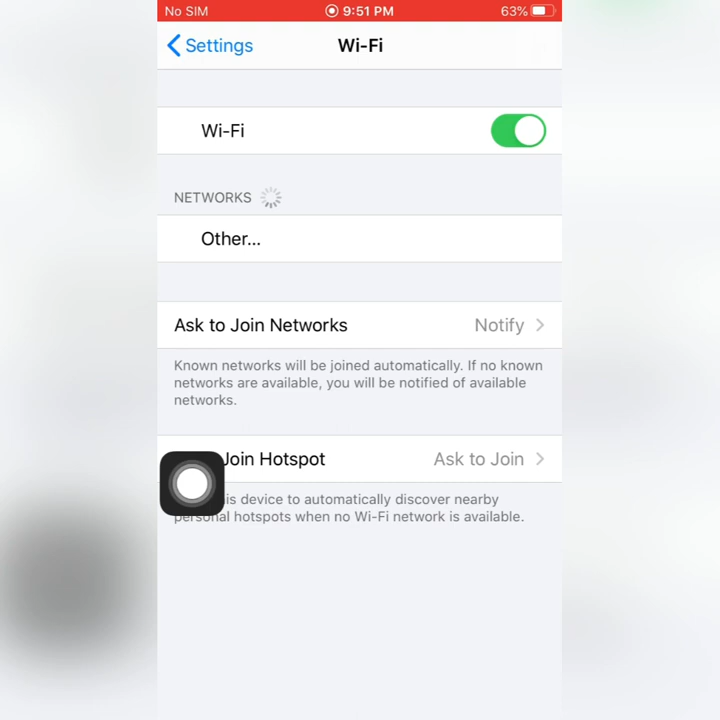 No SIM 9:51 PM 63%
Settings Wi-Fi
Wi-Fi
NETWORKS
Other...
Ask to Join Networks Notify
Known networks will be joined automatically. If no known
networks are available, you will be notified of available
networks.
Join Hotspot Ask to Join
device to automatically discover nearby
personal hotspots when no Wi-Fi network is available.